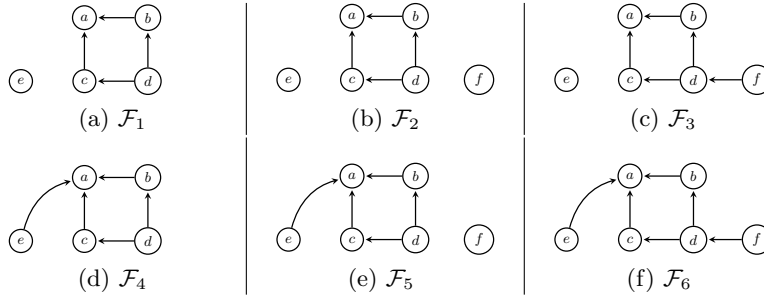 a b a b a b
e c d e c d f e c d f
(a) F₁ (b) F₂ (c) F₃
a b a b a b
e c d e c d f e c d f
(d) F₄ (e) F₅ (f) F₆